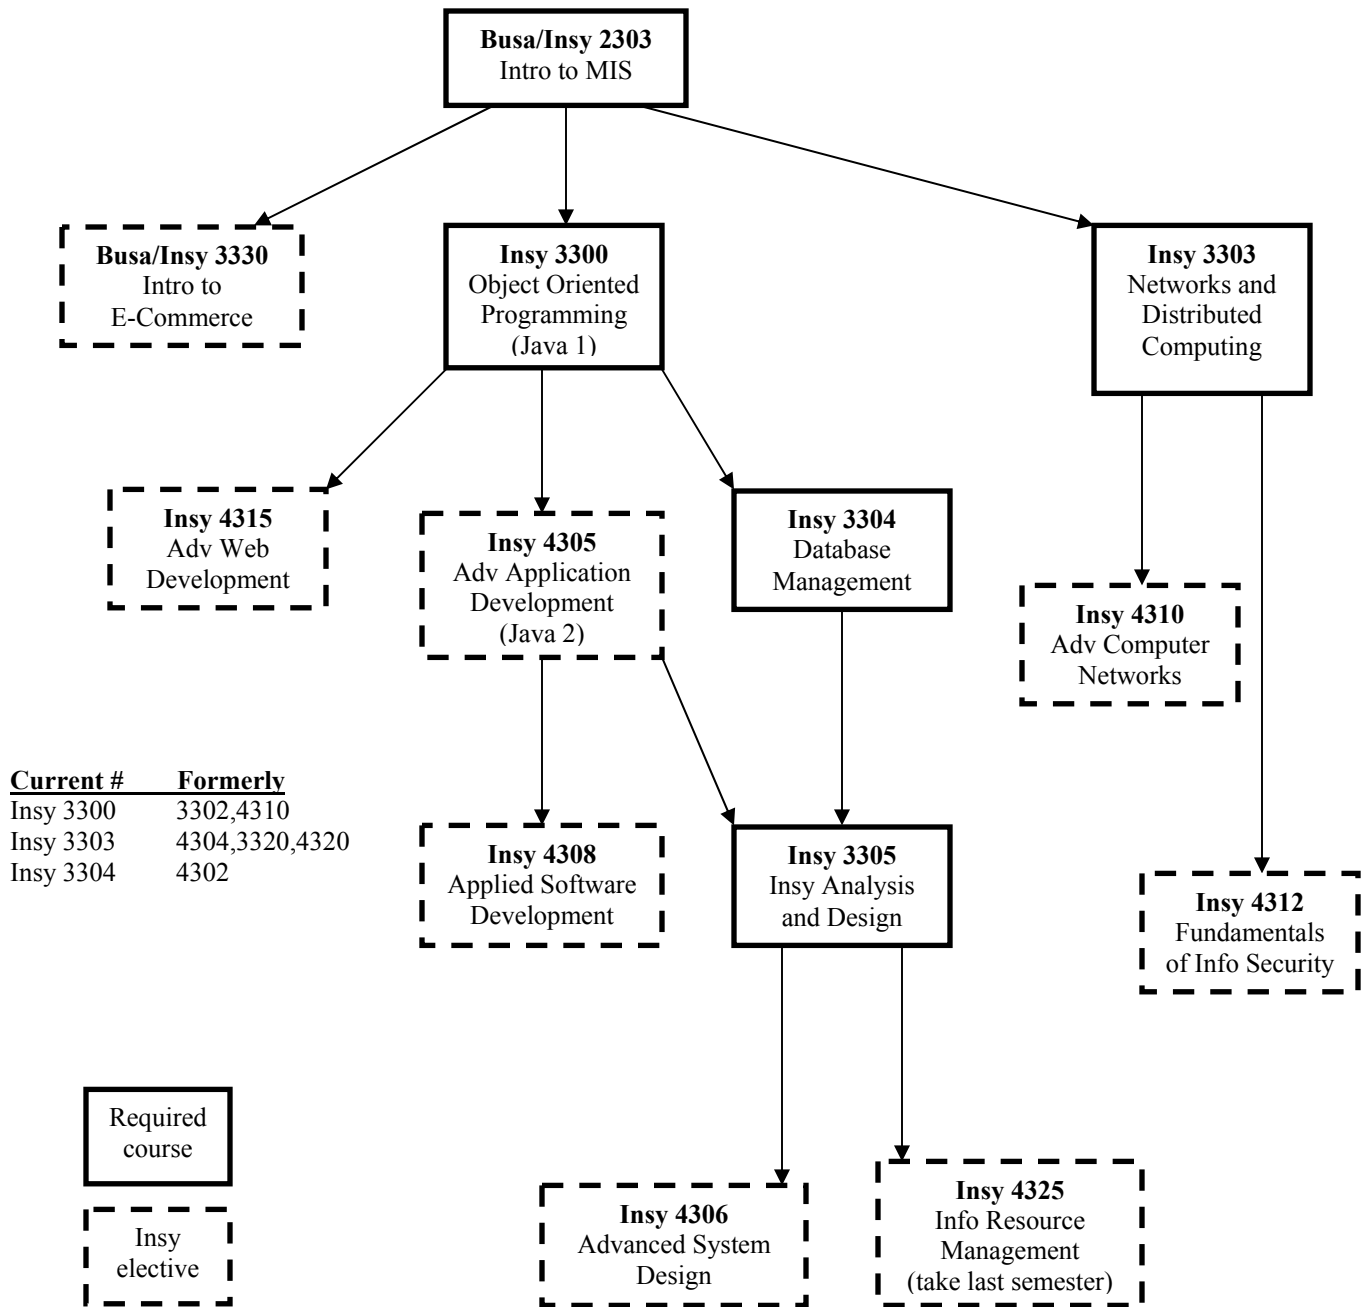 Busa/Insy 2303
Intro to MIS
Busa/Insy 3330
Intro to
E-Commerce
Insy 3300
Object Oriented
Programming
(Java 1)
Insy 3303
Networks and
Distributed
Computing
Insy 4315
Adv Web
Development
Insy 4305
Adv Application
Development
(Java 2)
Insy 3304
Database
Management
Insy 4310
Adv Computer
Networks
Current # Formerly
Insy 3300 3302,4310
Insy 3303 4304,3320,4320
Insy 3304 4302
Insy 4308
Applied Software
Development
Insy 3305
Insy Analysis
and Design
Insy 4312
Fundamentals
of Info Security
Required
course
Insy
elective
Insy 4306
Advanced System
Design
Insy 4325
Info Resource
Management
(take last semester)